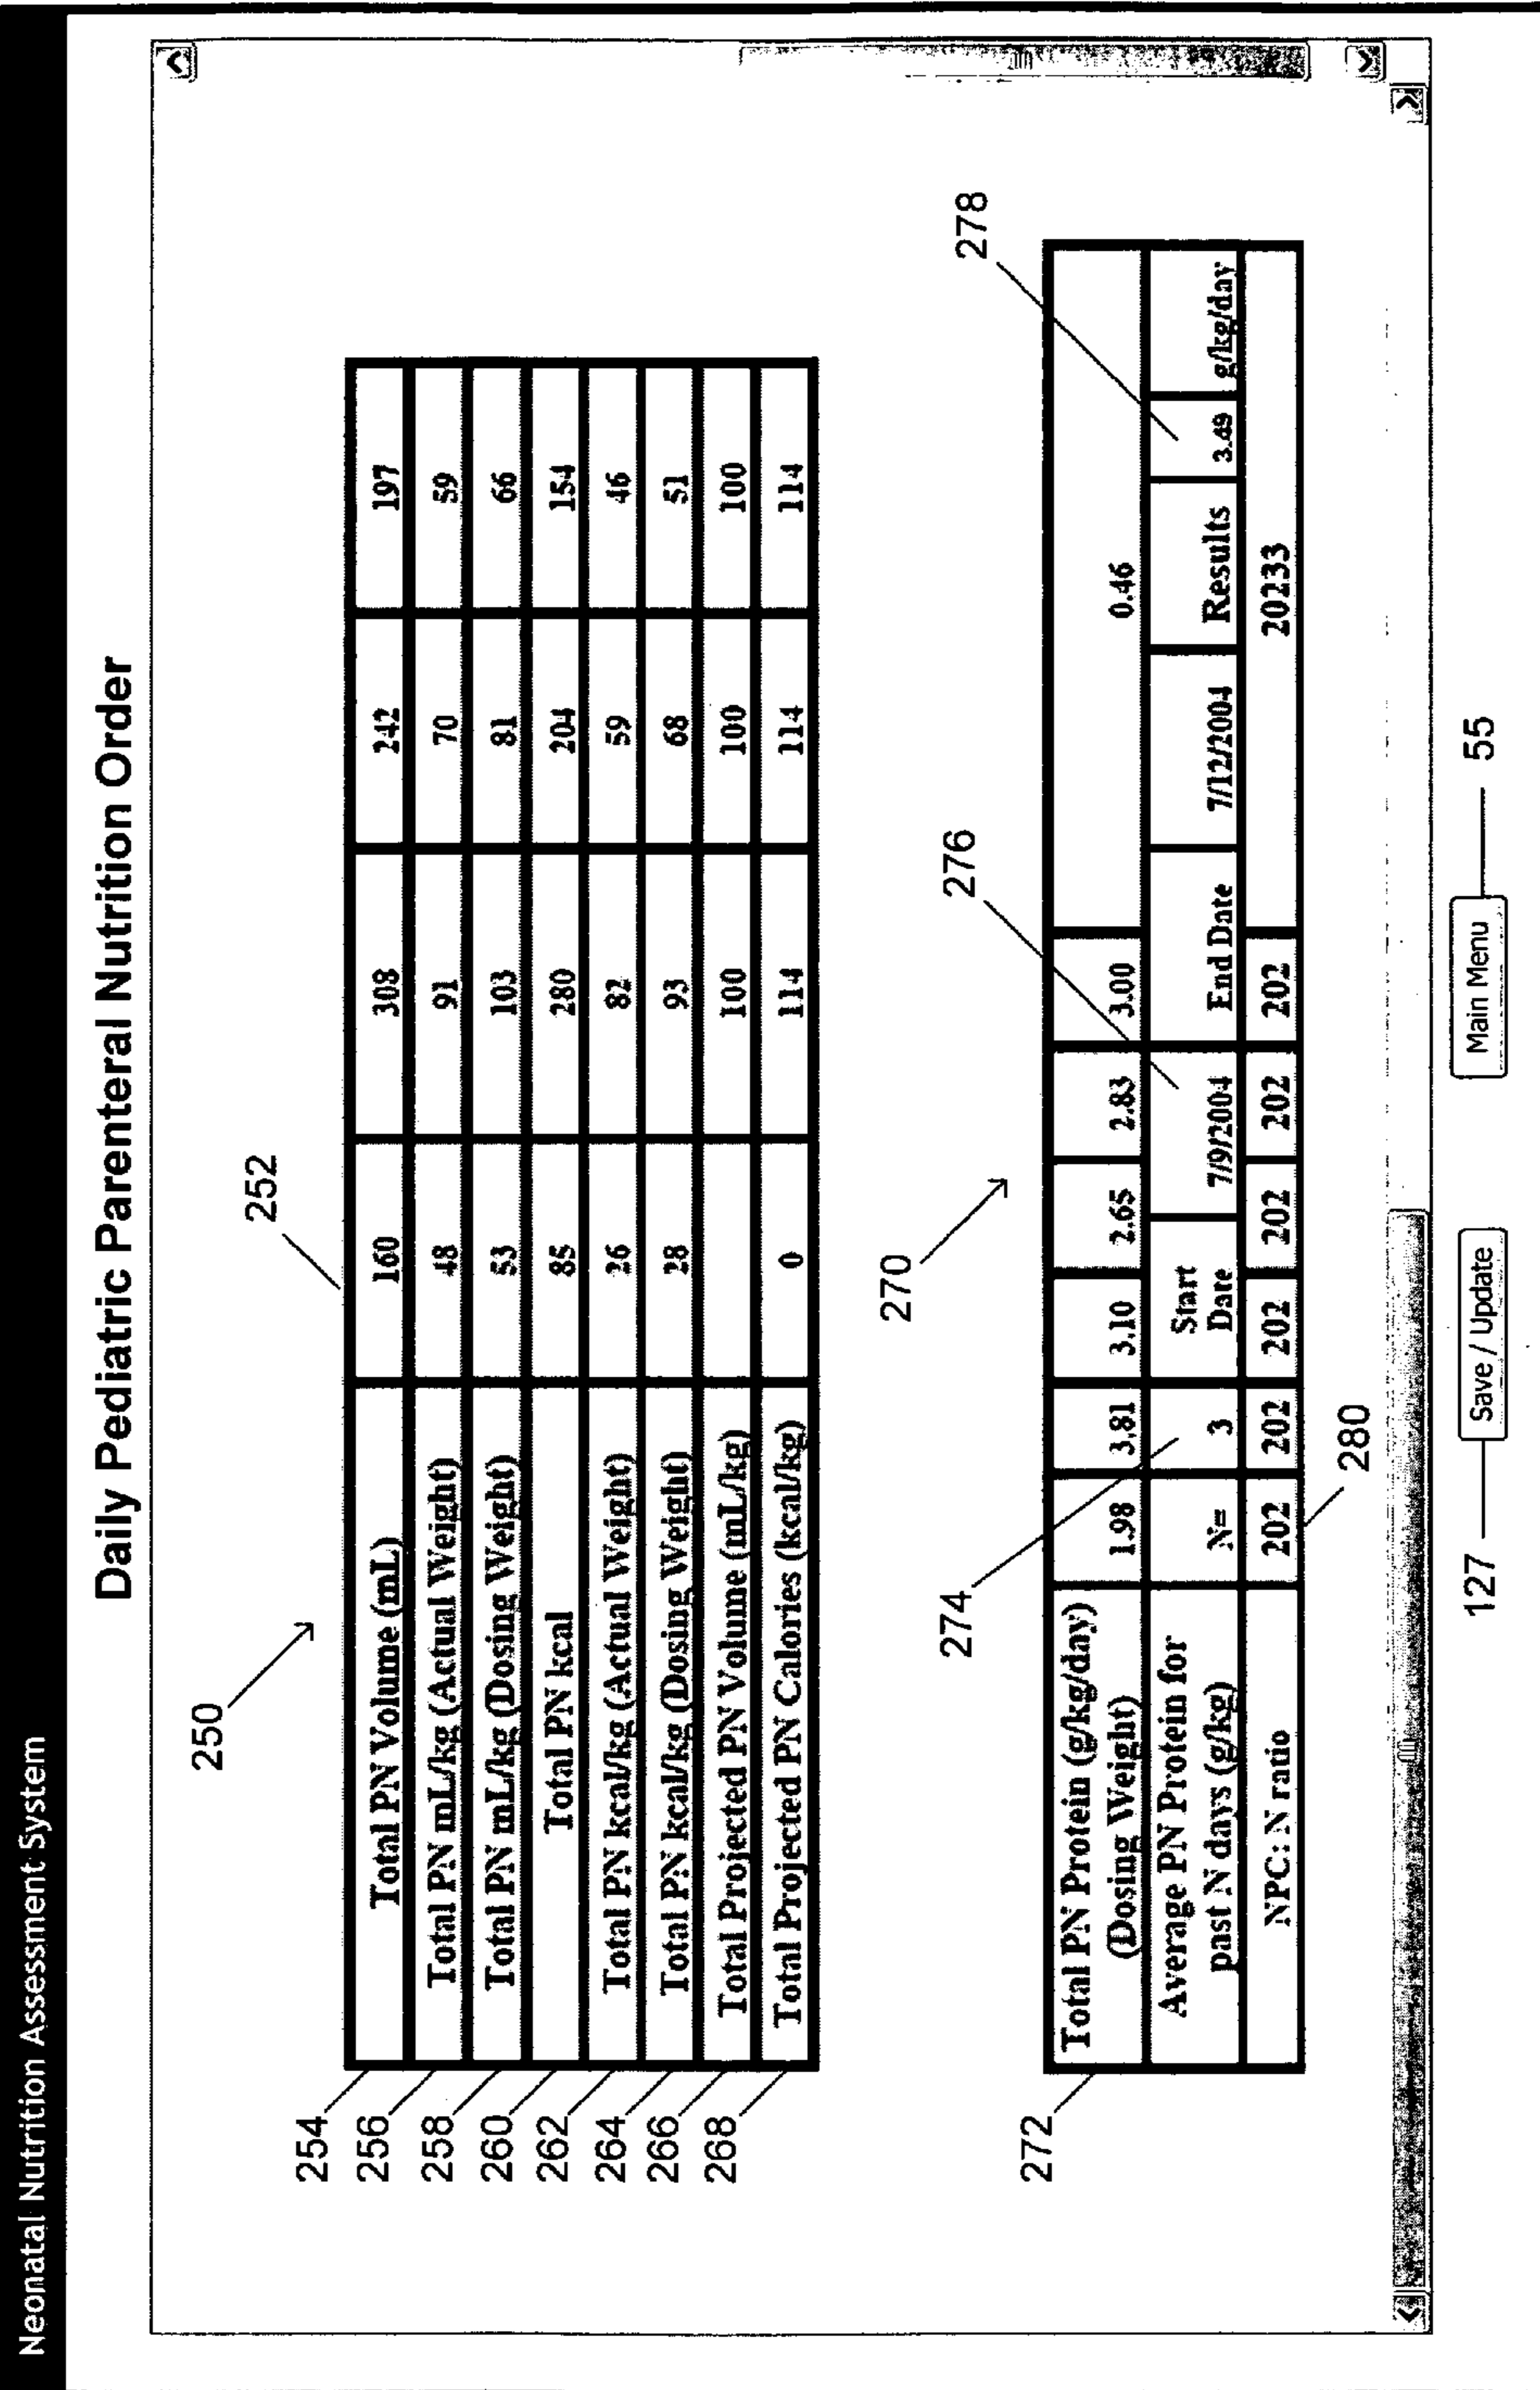 Neonatal Nutrition Assessment System
Daily Pediatric Parenteral Nutrition Order
250
252
254 Total PN Volume (mL) 160 308 242 197
256 Total PN mL/kg (Actual Weight) 48 91 70 59
258 Total PN mL/kg (Dosing Weight) 53 103 81 66
260 Total PN kcal 85 280 204 154
262 Total PN kcal/kg (Actual Weight) 26 82 59 46
264 Total PN kcal/kg (Dosing Weight) 28 93 68 51
266 Total Projected PN Volume (mL/kg) 100 100 100
268 Total Projected PN Calories (kcal/kg) 0 114 114 114
270
274
276
278
272 Total PN Protein (g/kg/day) 1.98 3.81 3.10 2.65 2.83 3.00 0.46
(Dosing Weight)
Average PN Protein for Start
past N days (g/kg) N= 3 Date 7/9/2004 End Date 7/12/2004 Results 3.49 g/kg/day
NPC: N ratio 202 202 202 202 202 202 20233
280
127 Save / Update Main Menu 55